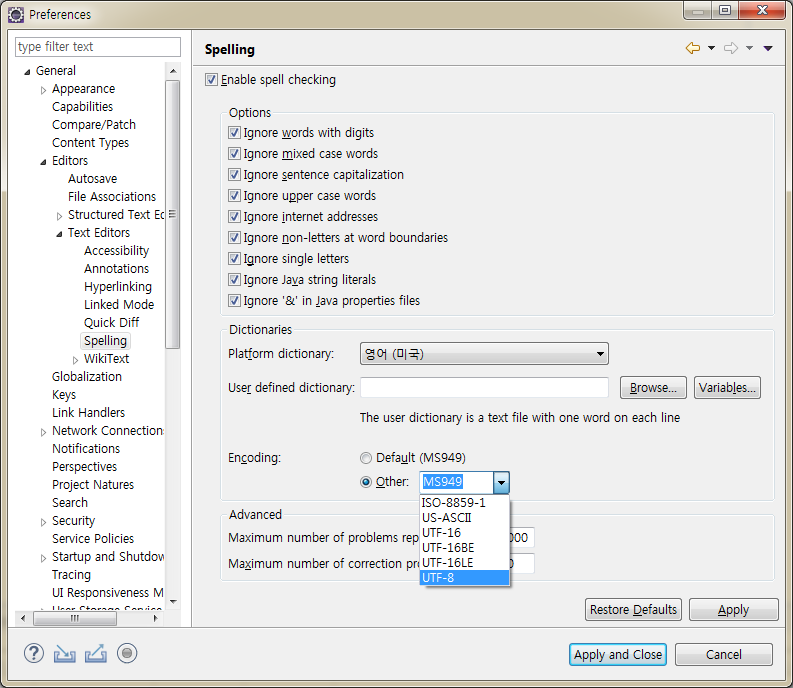 Preferences
type filter text
General
Appearance
Capabilities
Compare/Patch
Content Types
Editors
Autosave
File Associations
Structured Text Ed
Text Editors
Accessibility
Annotations
Hyperlinking
Linked Mode
Quick Diff
Spelling
WikiText
Globalization
Keys
Link Handlers
Network Connection
Notifications
Perspectives
Project Natures
Search
Security
Service Policies
Startup and Shutdow
Tracing
UI Responsiveness M
User Storage Service
Spelling
Enable spell checking
Options
Ignore words with digits
Ignore mixed case words
Ignore sentence capitalization
Ignore upper case words
Ignore internet addresses
Ignore non-letters at word boundaries
Ignore single letters
Ignore Java string literals
Ignore '&' in Java properties files
Dictionaries
Platform dictionary: 영어 (미국)
User defined dictionary: Browse... Variables...
The user dictionary is a text file with one word on each line
Encoding: Default (MS949)
Other: MS949
ISO-8859-1
US-ASCII
UTF-16
UTF-16BE
UTF-16LE
UTF-8
Advanced
Maximum number of problems rep 000
Maximum number of correction pro 0
Restore Defaults Apply
Apply and Close Cancel